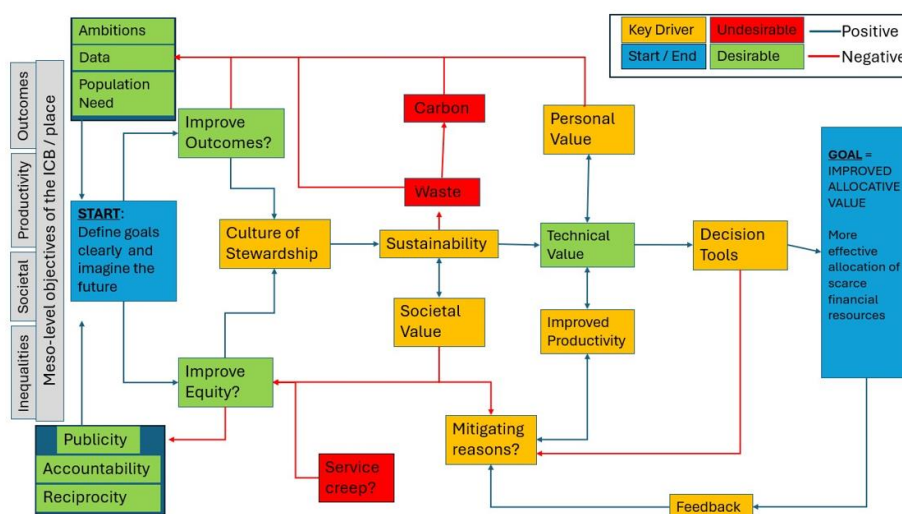 Ambitions
Data
Population
Need
Key Driver
Undesirable
Start / End
Desirable
Positive
Negative
Outcomes
Productivity
Societal
Inequalities
Meso-level objectives of the ICB / place
Improve
Outcomes?
Carbon
Personal
Value
Waste
START:
Define goals
clearly and
imagine the
future
Culture of
Stewardship
Sustainability
Technical
Value
Decision
Tools
GOAL =
IMPROVED
ALLOCATIVE
VALUE
More
effective
allocation of
scarce
financial
resources
Societal
Value
Improved
Productivity
Improve
Equity?
Mitigating
reasons?
Publicity
Accountability
Reciprocity
Service
creep?
Feedback